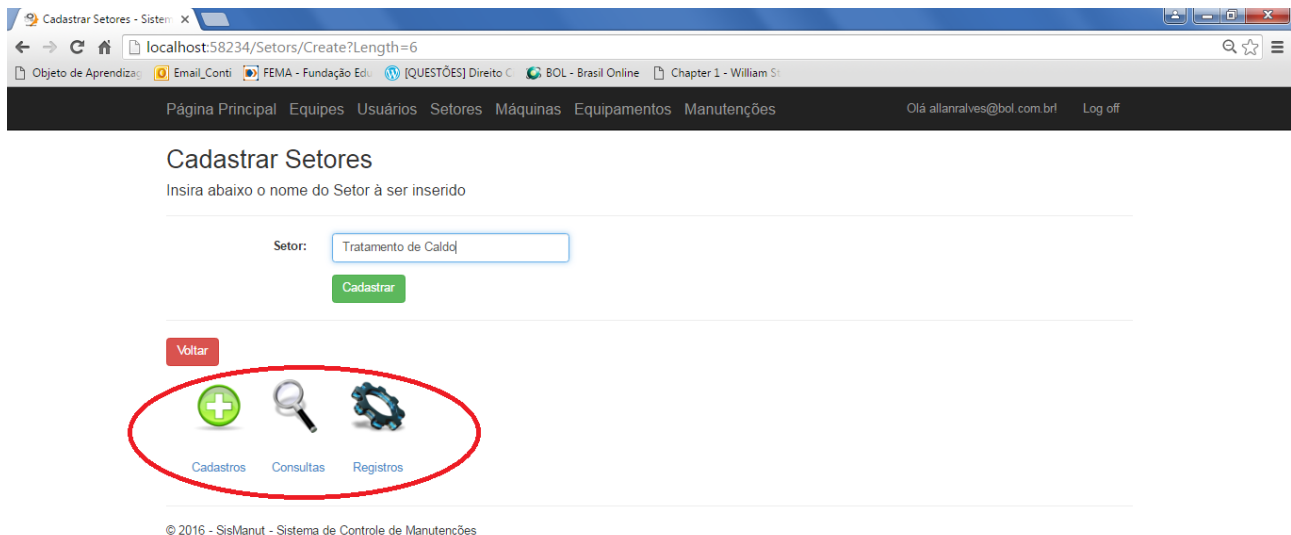 Cadastrar Setores - Sistem
localhost:58234/Setors/Create?Length=6
Objeto de Aprendizag Email_Conti FEMA - Fundação Edu [QUESTÕES] Direito C BOL - Brasil Online Chapter 1 - William St
Página Principal Equipes Usuários Setores Máquinas Equipamentos Manutenções Olá allanralves@bol.com.br! Log off
Cadastrar Setores
Insira abaixo o nome do Setor à ser inserido
Setor: Tratamento de Caldo
Cadastrar
Voltar
Cadastros Consultas Registros
© 2016 - SisManut - Sistema de Controle de Manutencões